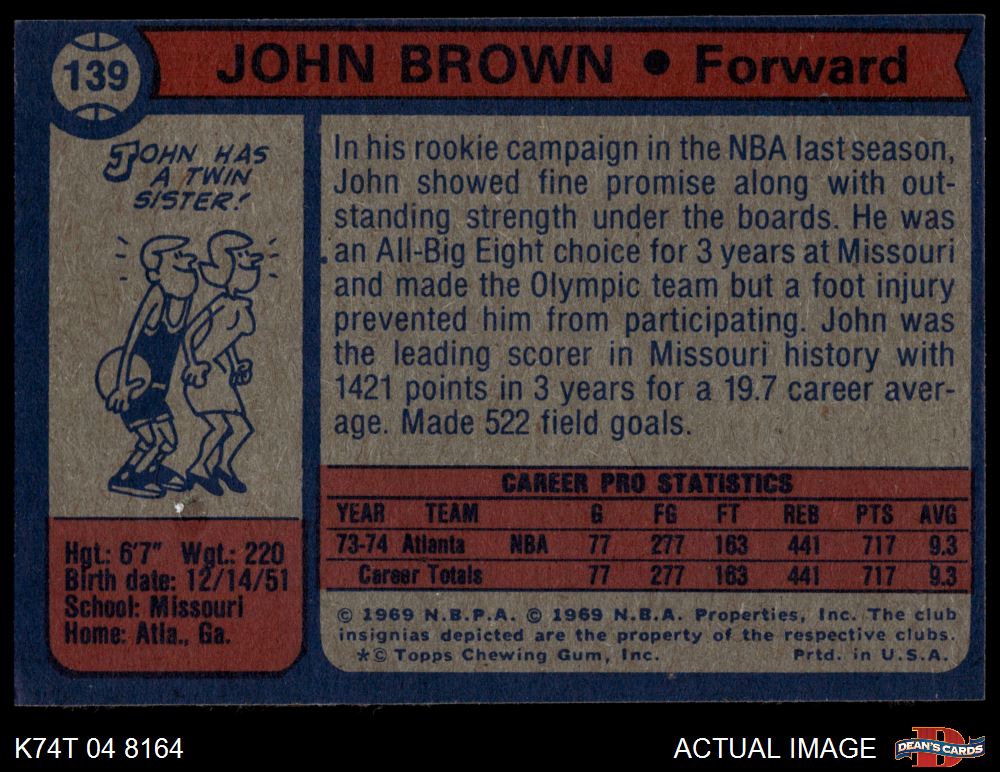 139
JOHN BROWN • Forward
JOHN HAS
A TWIN
SISTER!
In his rookie campaign in the NBA last season,
John showed fine promise along with out-
standing strength under the boards. He was
an All-Big Eight choice for 3 years at Missouri
and made the Olympic team but a foot injury
prevented him from participating. John was
the leading scorer in Missouri history with
1421 points in 3 years for a 19.7 career aver-
age. Made 522 field goals.
Hgt.: 6'7" Wgt.: 220
Birth date: 12/14/51
School: Missouri
Home: Atla., Ga.
CAREER PRO STATISTICS
YEAR TEAM G FG FT REB PTS AVG
73-74 Atlanta NBA 77 277 163 441 717 9.3
Career Totals 77 277 163 441 717 9.3
© 1969 N.B.P.A. © 1969 N.B.A. Properties, Inc. The club
insignias depicted are the property of the respective clubs.
*© Topps Chewing Gum, Inc. Prtd. in U.S.A.
K74T 04 8164
ACTUAL IMAGE
D
DEAN'S CARDS